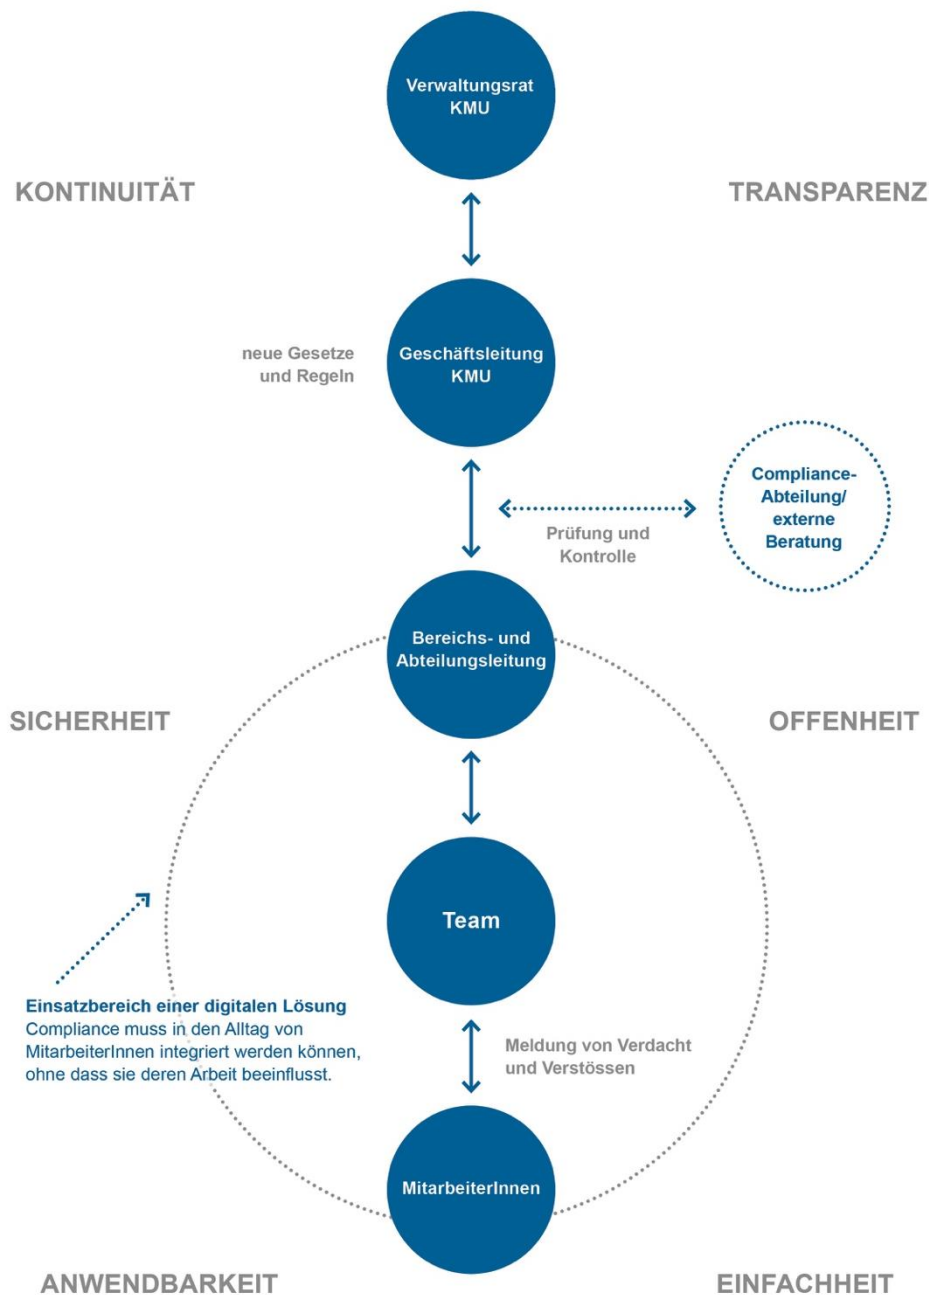 Verwaltungsrat
KMU
KONTINUITÄT
TRANSPARENZ
neue Gesetze
und Regeln
Geschäftsleitung
KMU
Compliance-
Abteilung/
externe
Beratung
Prüfung und
Kontrolle
Bereichs- und
Abteilungsleitung
SICHERHEIT
OFFENHEIT
Team
Einsatzbereich einer digitalen Lösung
Compliance muss in den Alltag von
MitarbeiterInnen integriert werden können,
ohne dass sie deren Arbeit beeinflusst.
Meldung von Verdacht
und Verstössen
MitarbeiterInnen
ANWENDBARKEIT
EINFACHHEIT